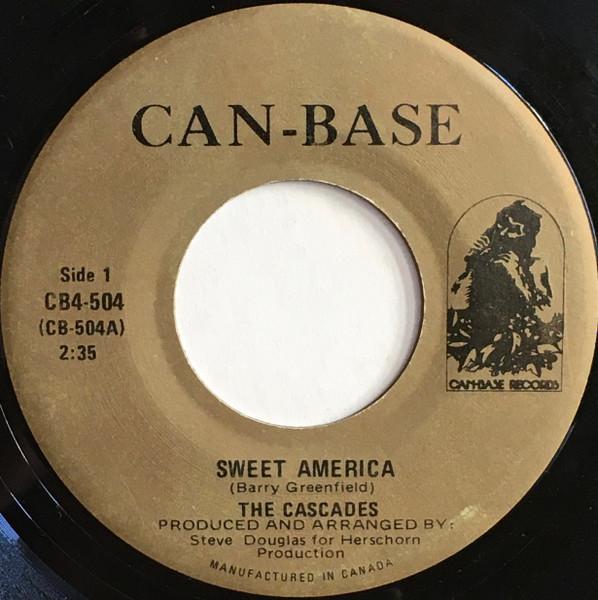 CAN-BASE
Side 1
CB4-504
(CB-504A)
2:35
CAN-BASE RECORDS
SWEET AMERICA
(Barry Greenfield)
THE CASCADES
PRODUCED AND ARRANGED BY:
Steve Douglas for Herschorn
Production
MANUFACTURED IN CANADA